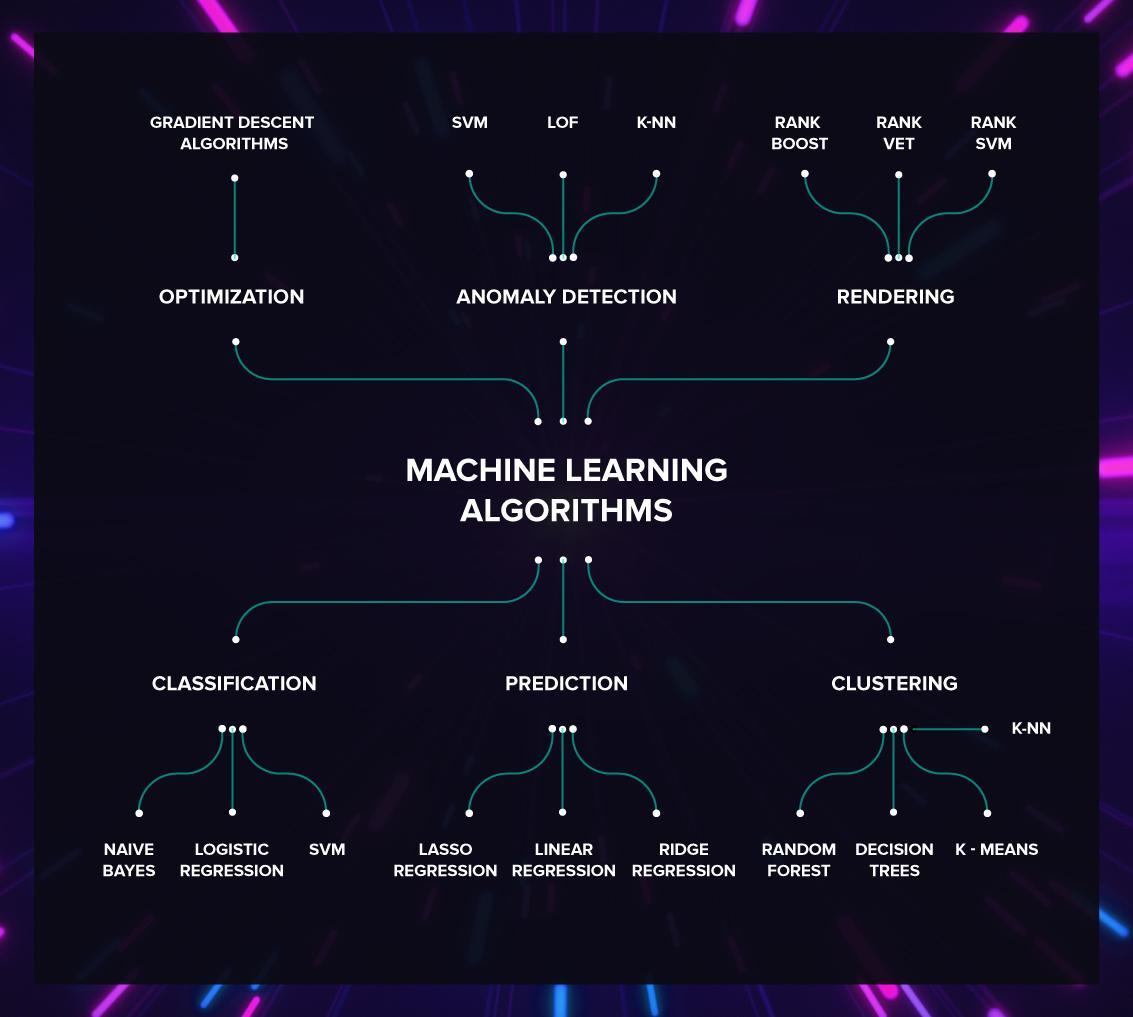 GRADIENT DESCENT
ALGORITHMS
SVM
LOF
K-NN
RANK
BOOST
RANK
VET
RANK
SVM
OPTIMIZATION
ANOMALY DETECTION
RENDERING
MACHINE LEARNING
ALGORITHMS
CLASSIFICATION
PREDICTION
CLUSTERING
K-NN
NAIVE
BAYES
LOGISTIC
REGRESSION
SVM
LASSO
REGRESSION
LINEAR
REGRESSION
RIDGE
REGRESSION
RANDOM
FOREST
DECISION
TREES
K - MEANS